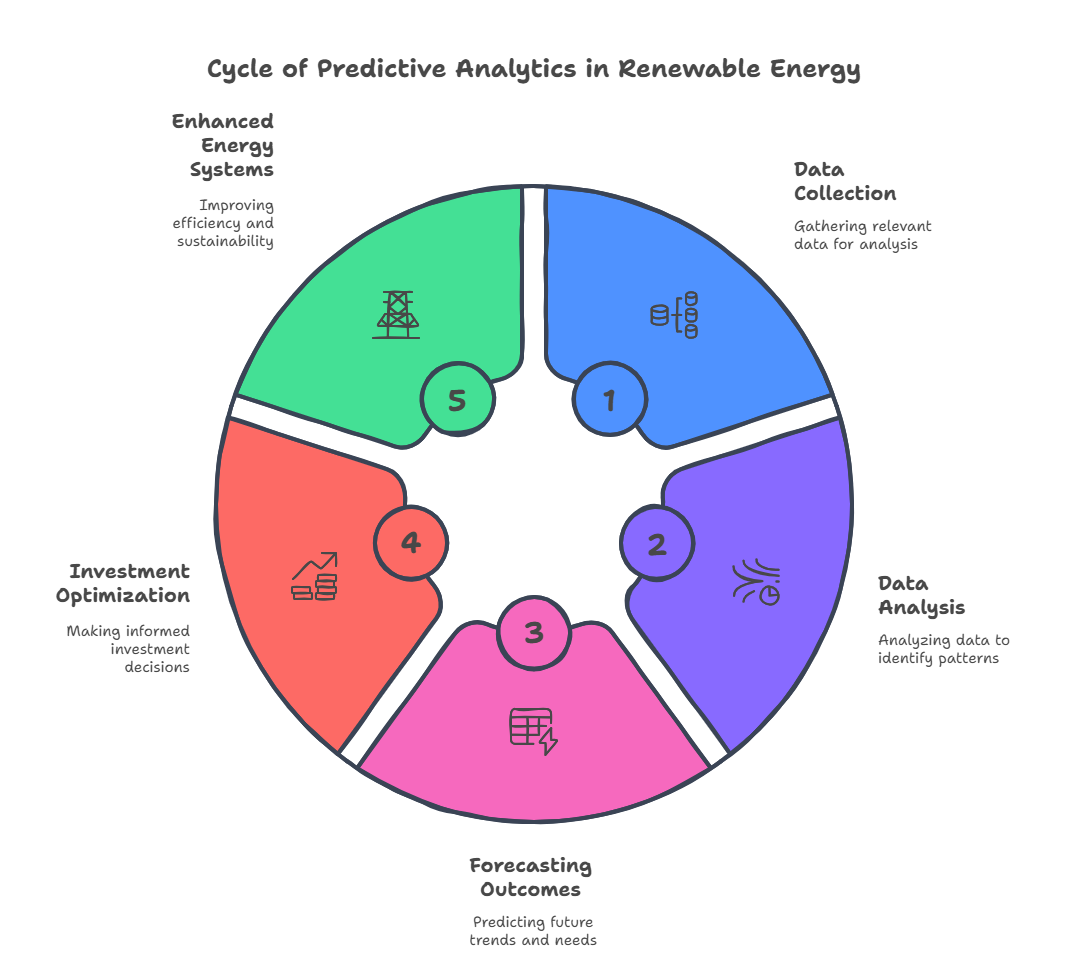 Cycle of Predictive Analytics in Renewable Energy
Enhanced
Energy
Systems
Improving
efficiency and
sustainability
Data
Collection
Gathering relevant
data for analysis
5
1
4
2
3
Investment
Optimization
Making informed
investment
decisions
Data
Analysis
Analyzing data to
identify patterns
Forecasting
Outcomes
Predicting future
trends and needs